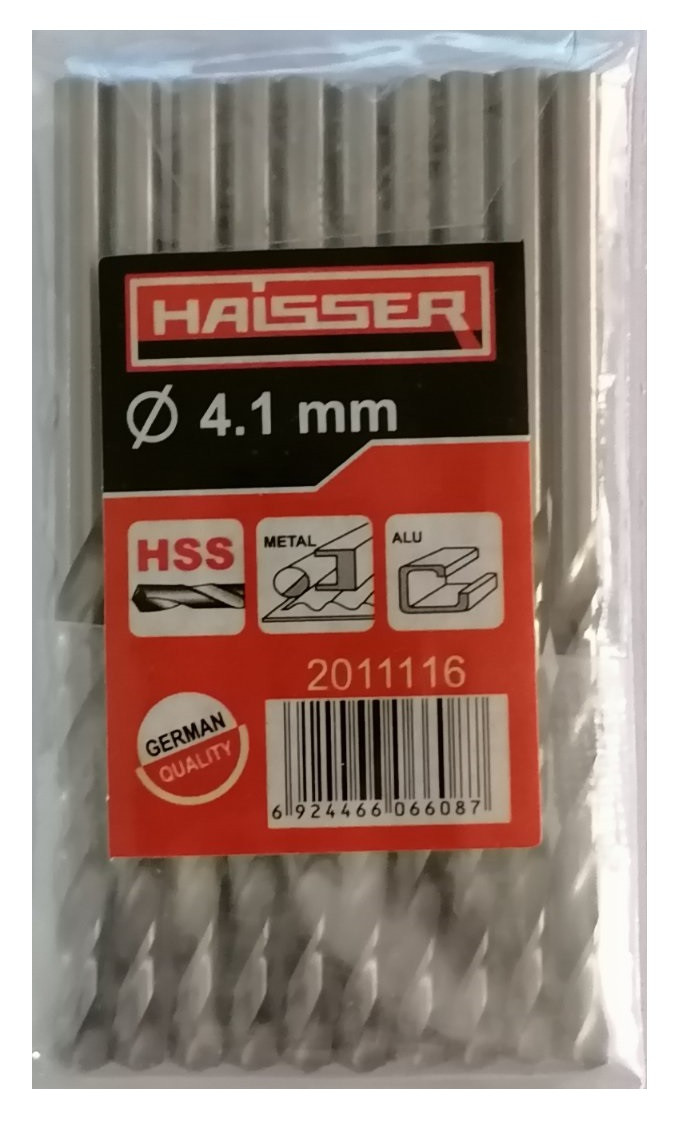 HAISSER
Ø 4.1 mm
HSS
METAL
ALU
2011116
GERMAN
QUALITY
6 924466 066087